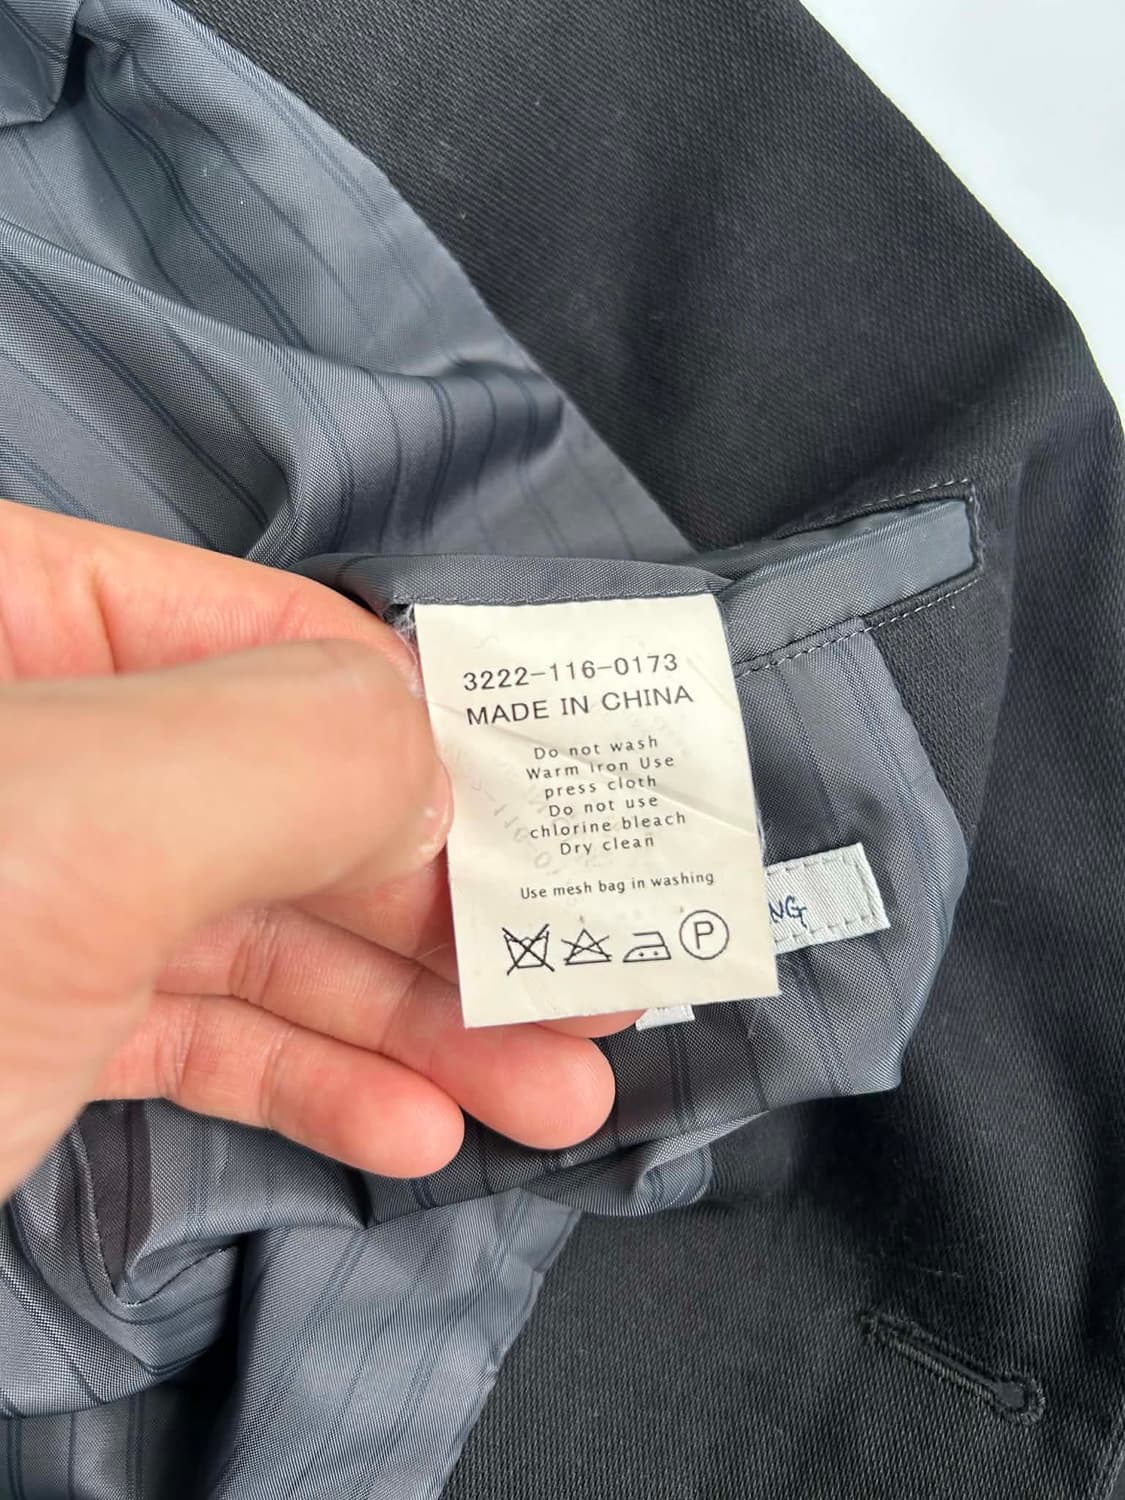 3222-116-0173
MADE IN CHINA
Do not wash
Warm iron Use
press cloth
Do not use
chlorine bleach
Dry clean
Use mesh bag in washing
P
NG